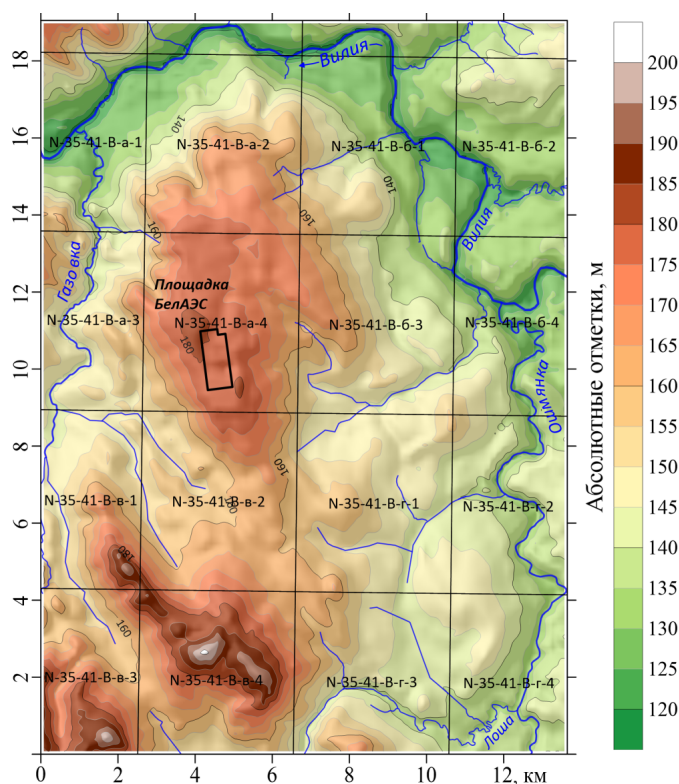 18
16
14
12
10
8
6
4
2
0
2
4
6
8
10
12, км
Вилия
140
N-35-41-В-а-1
N-35-41-В-а-2
N-35-41-В-б-1
N-35-41-В-б-2
140
160
160
Вилия
Газовка
Площадка
БелАЭС
N-35-41-В-а-3
N-35-41-В-а-4
N-35-41-В-б-3
N-35-41-В-б-4
180
Ошмянка
160
N-35-41-В-в-1
N-35-41-В-в-2
N-35-41-В-г-1
N-35-41-В-г-2
160
180
160
N-35-41-В-в-3
N-35-41-В-в-4
N-35-41-В-г-3
N-35-41-В-г-4
Лоша
Абсолютные отметки, м
200
195
190
185
180
175
170
165
160
155
150
145
140
135
130
125
120